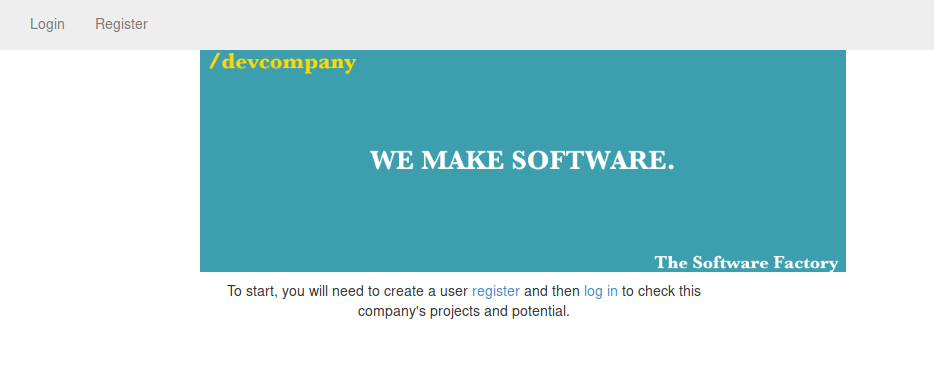 Login Register
/devcompany
WE MAKE SOFTWARE.
The Software Factory
To start, you will need to create a user register and then log in to check this
company's projects and potential.